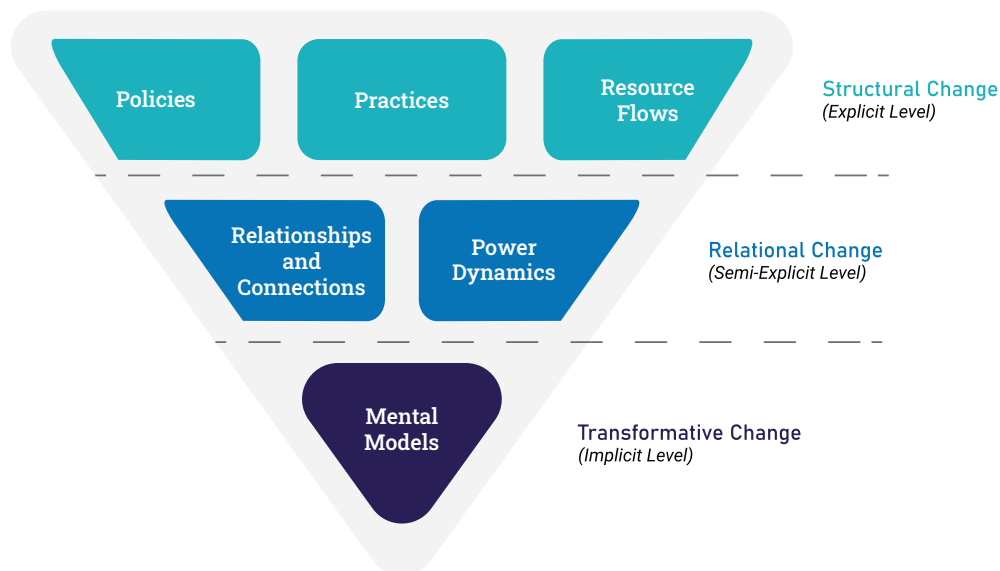 Policies
Practices
Resource
Flows
Structural Change
(Explicit Level)
Relationships
and
Connections
Power
Dynamics
Relational Change
(Semi-Explicit Level)
Mental
Models
Transformative Change
(Implicit Level)